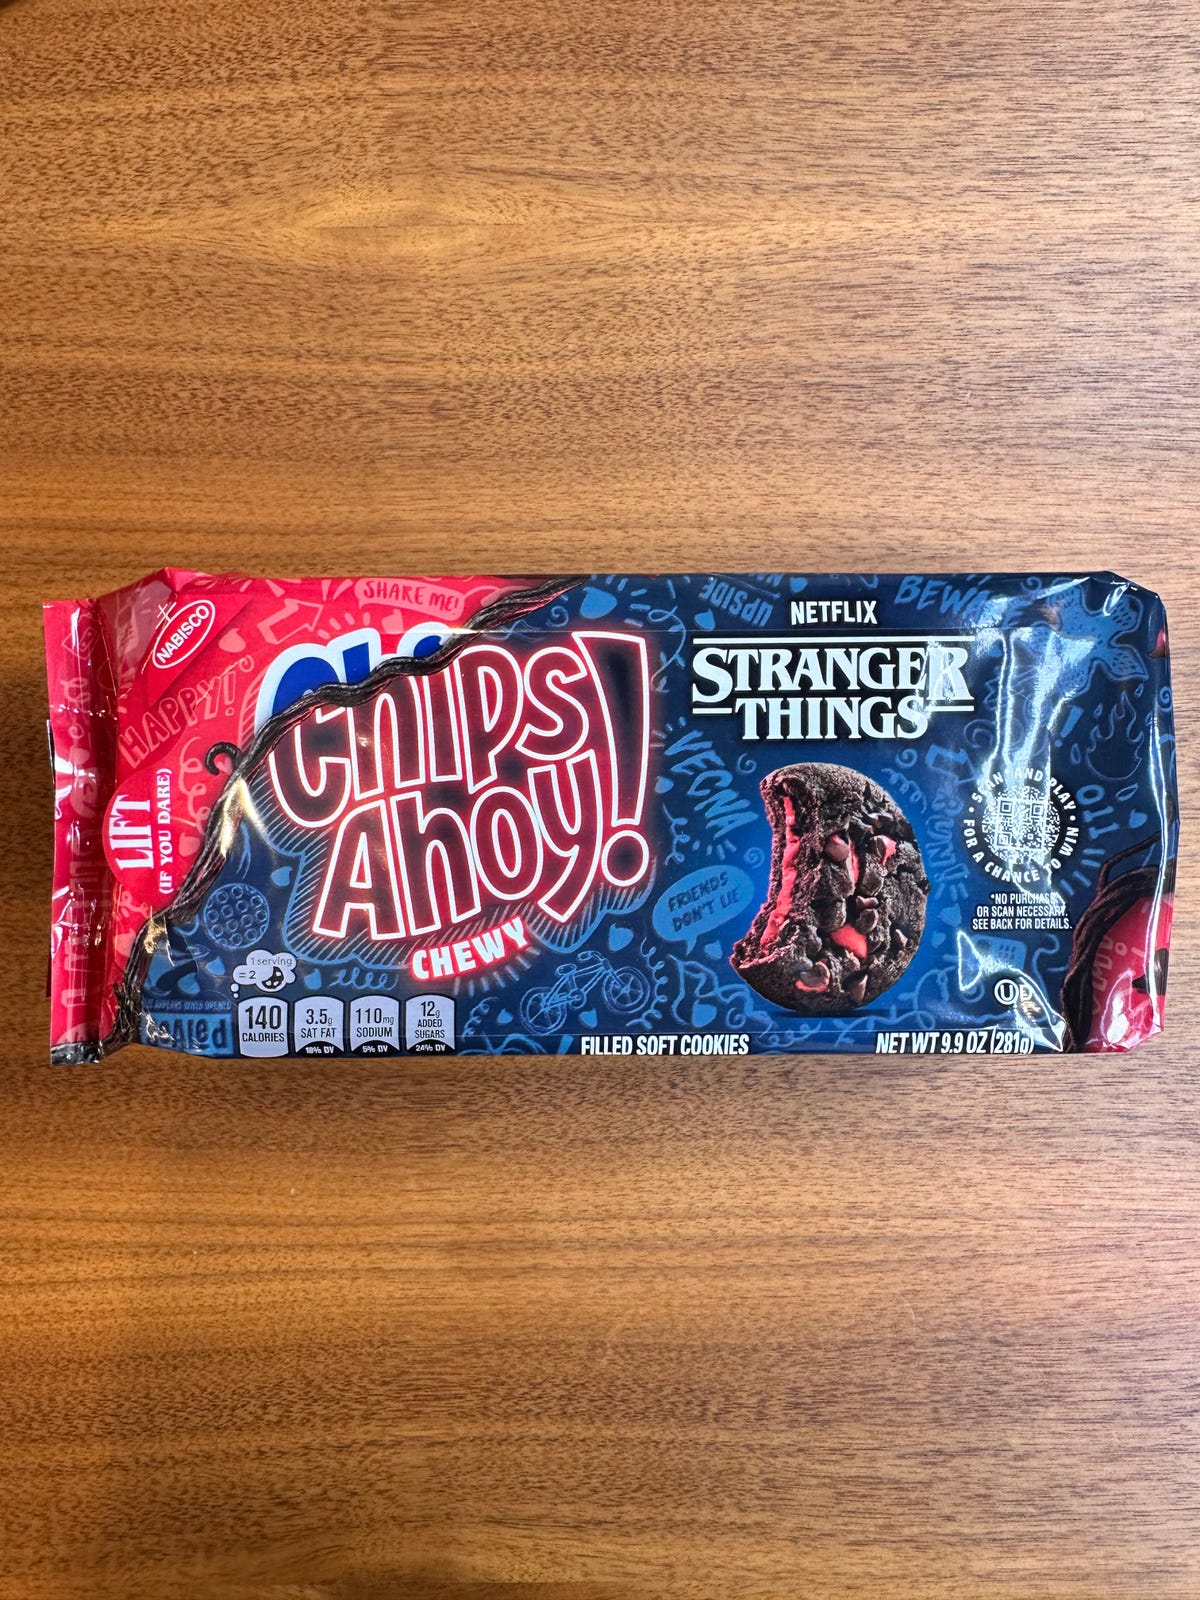 NABISCO
SHARE ME!
HAPPY!
LIFT
(IF YOU DARE)
Chips
Ahoy!
CHEWY
1 serving
= 2
140
CALORIES
3.5g
SAT FAT
18% DV
110mg
SODIUM
5% DV
12g
ADDED
SUGARS
24% DV
UPSIDE
NETFLIX
STRANGER
THINGS
VECNA
FRIENDS
DON'T LIE
SCAN AND PLAY • FOR A CHANCE TO WIN •
*NO PURCHASE
OR SCAN NECESSARY.
SEE BACK FOR DETAILS.
U D
FILLED SOFT COOKIES
NET WT 9.9 OZ (281g)